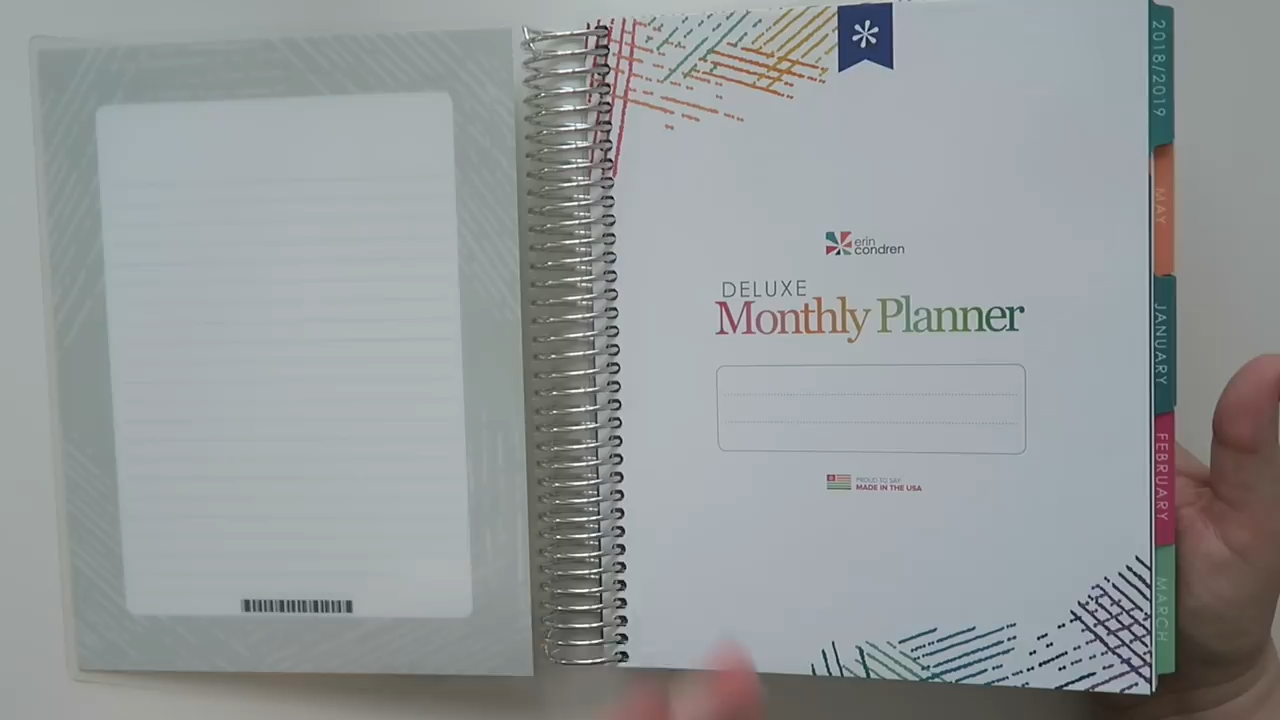 erin
condren
DELUXE
Monthly Planner
PROUD TO SAY
MADE IN THE USA
2018/2019
MAY
JANUARY
FEBRUARY
MARCH